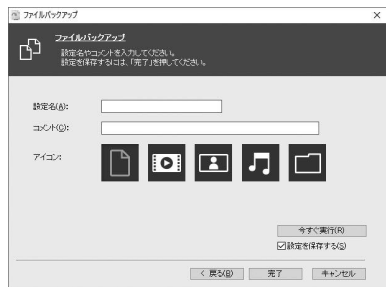 ファイルバックアップ
ファイルバックアップ
設定名やコメントを入力してください。
設定を保存するには、「完了」を押してください。
設定名(A):
コメント(C):
アイコン:
今すぐ実行(R)
設定を保存する(S)
< 戻る(B)
完了
キャンセル